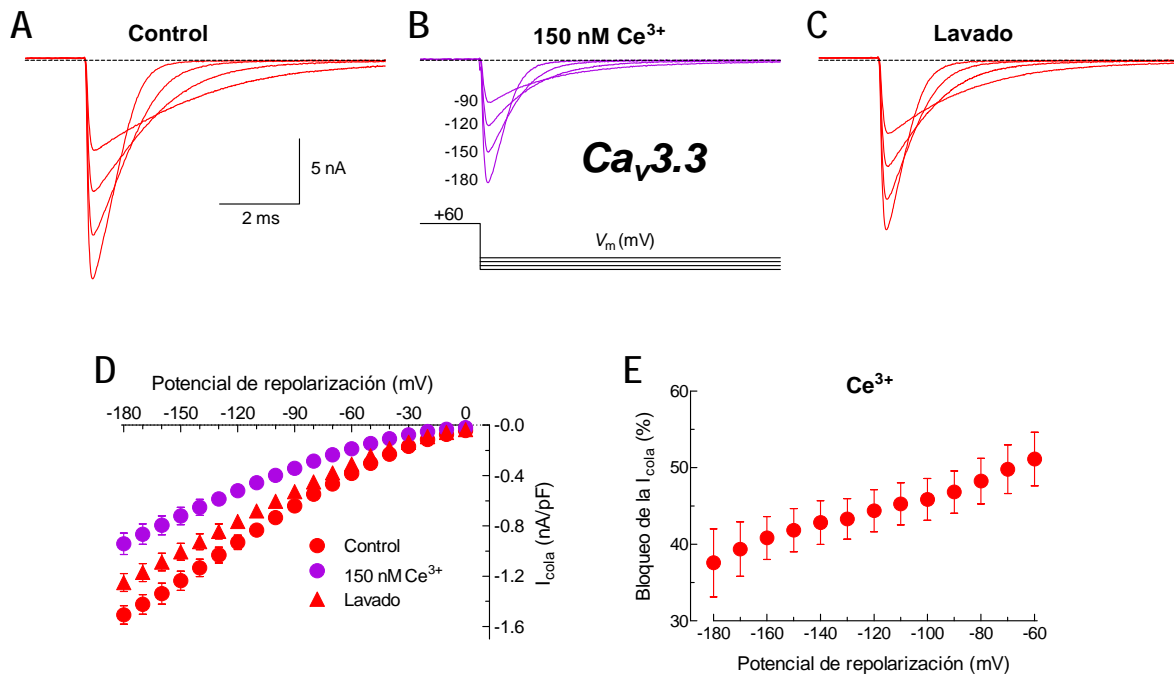 A
Control
5 nA
2 ms
B
150 nM Ce³⁺
-90
-120
-150
-180
Caᵥ3.3
+60
Vₘ (mV)
C
Lavado
D
Potencial de repolarización (mV)
-180 -150 -120 -90 -60 -30 0
-0.0
-0.4
-0.8
-1.2
-1.6
I_cola (nA/pF)
Control
150 nM Ce³⁺
Lavado
E
Ce³⁺
Bloqueo de la I_cola (%)
60
50
40
30
-180 -160 -140 -120 -100 -80 -60
Potencial de repolarización (mV)